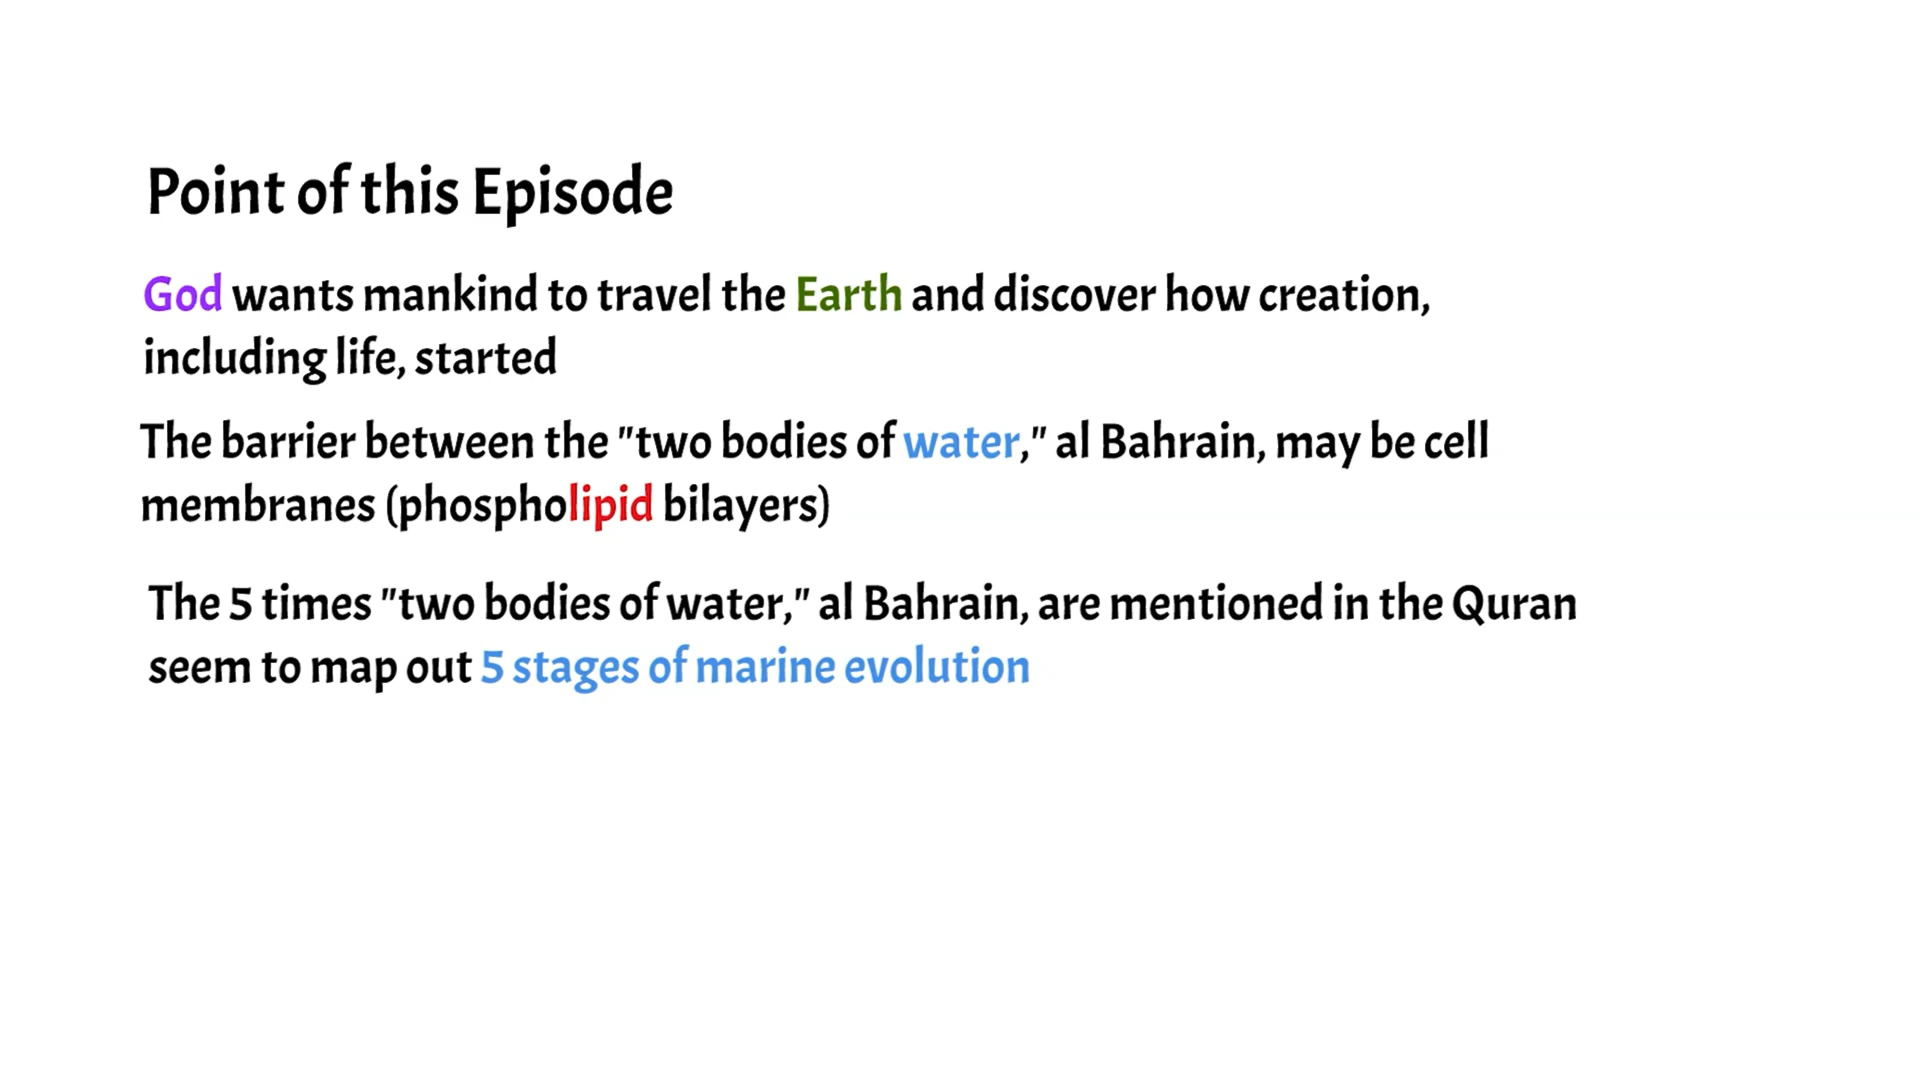 Point of this Episode
God wants mankind to travel the Earth and discover how creation,
including life, started
The barrier between the "two bodies of water," al Bahrain, may be cell
membranes (phospholipid bilayers)
The 5 times "two bodies of water," al Bahrain, are mentioned in the Quran
seem to map out 5 stages of marine evolution